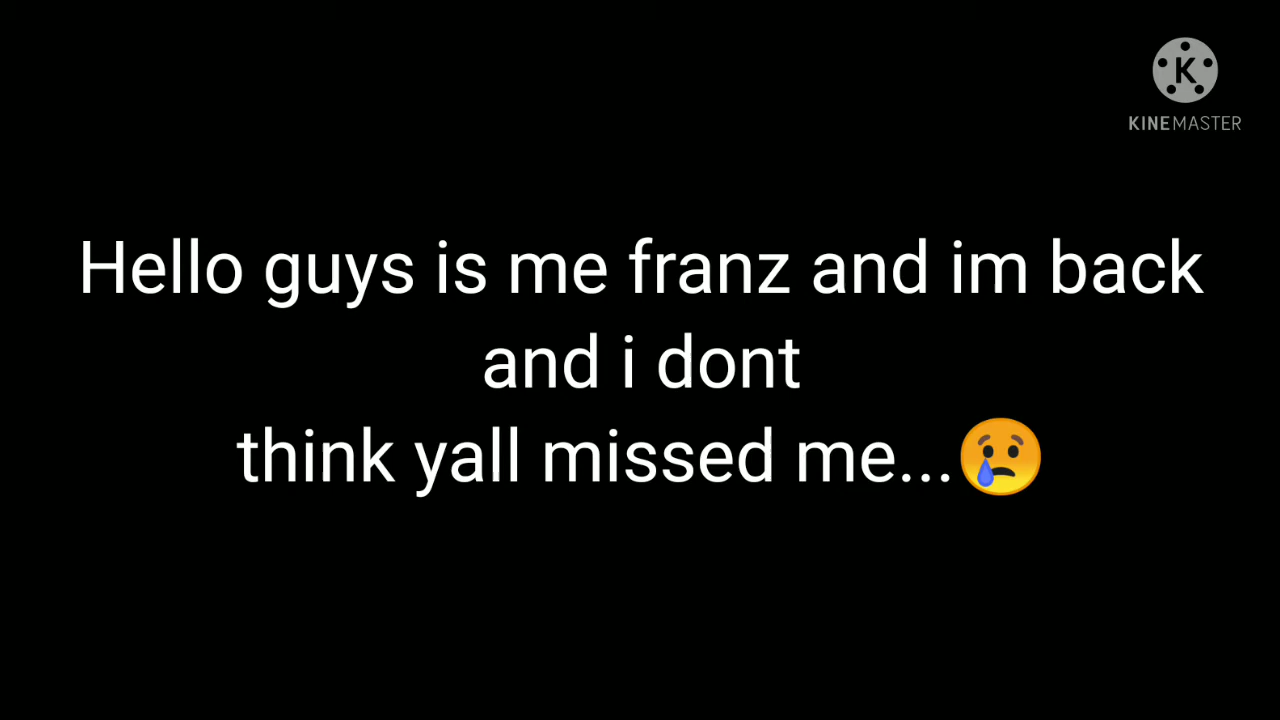 K
KINEMASTER
Hello guys is me franz and im back
and i dont
think yall missed me...😢